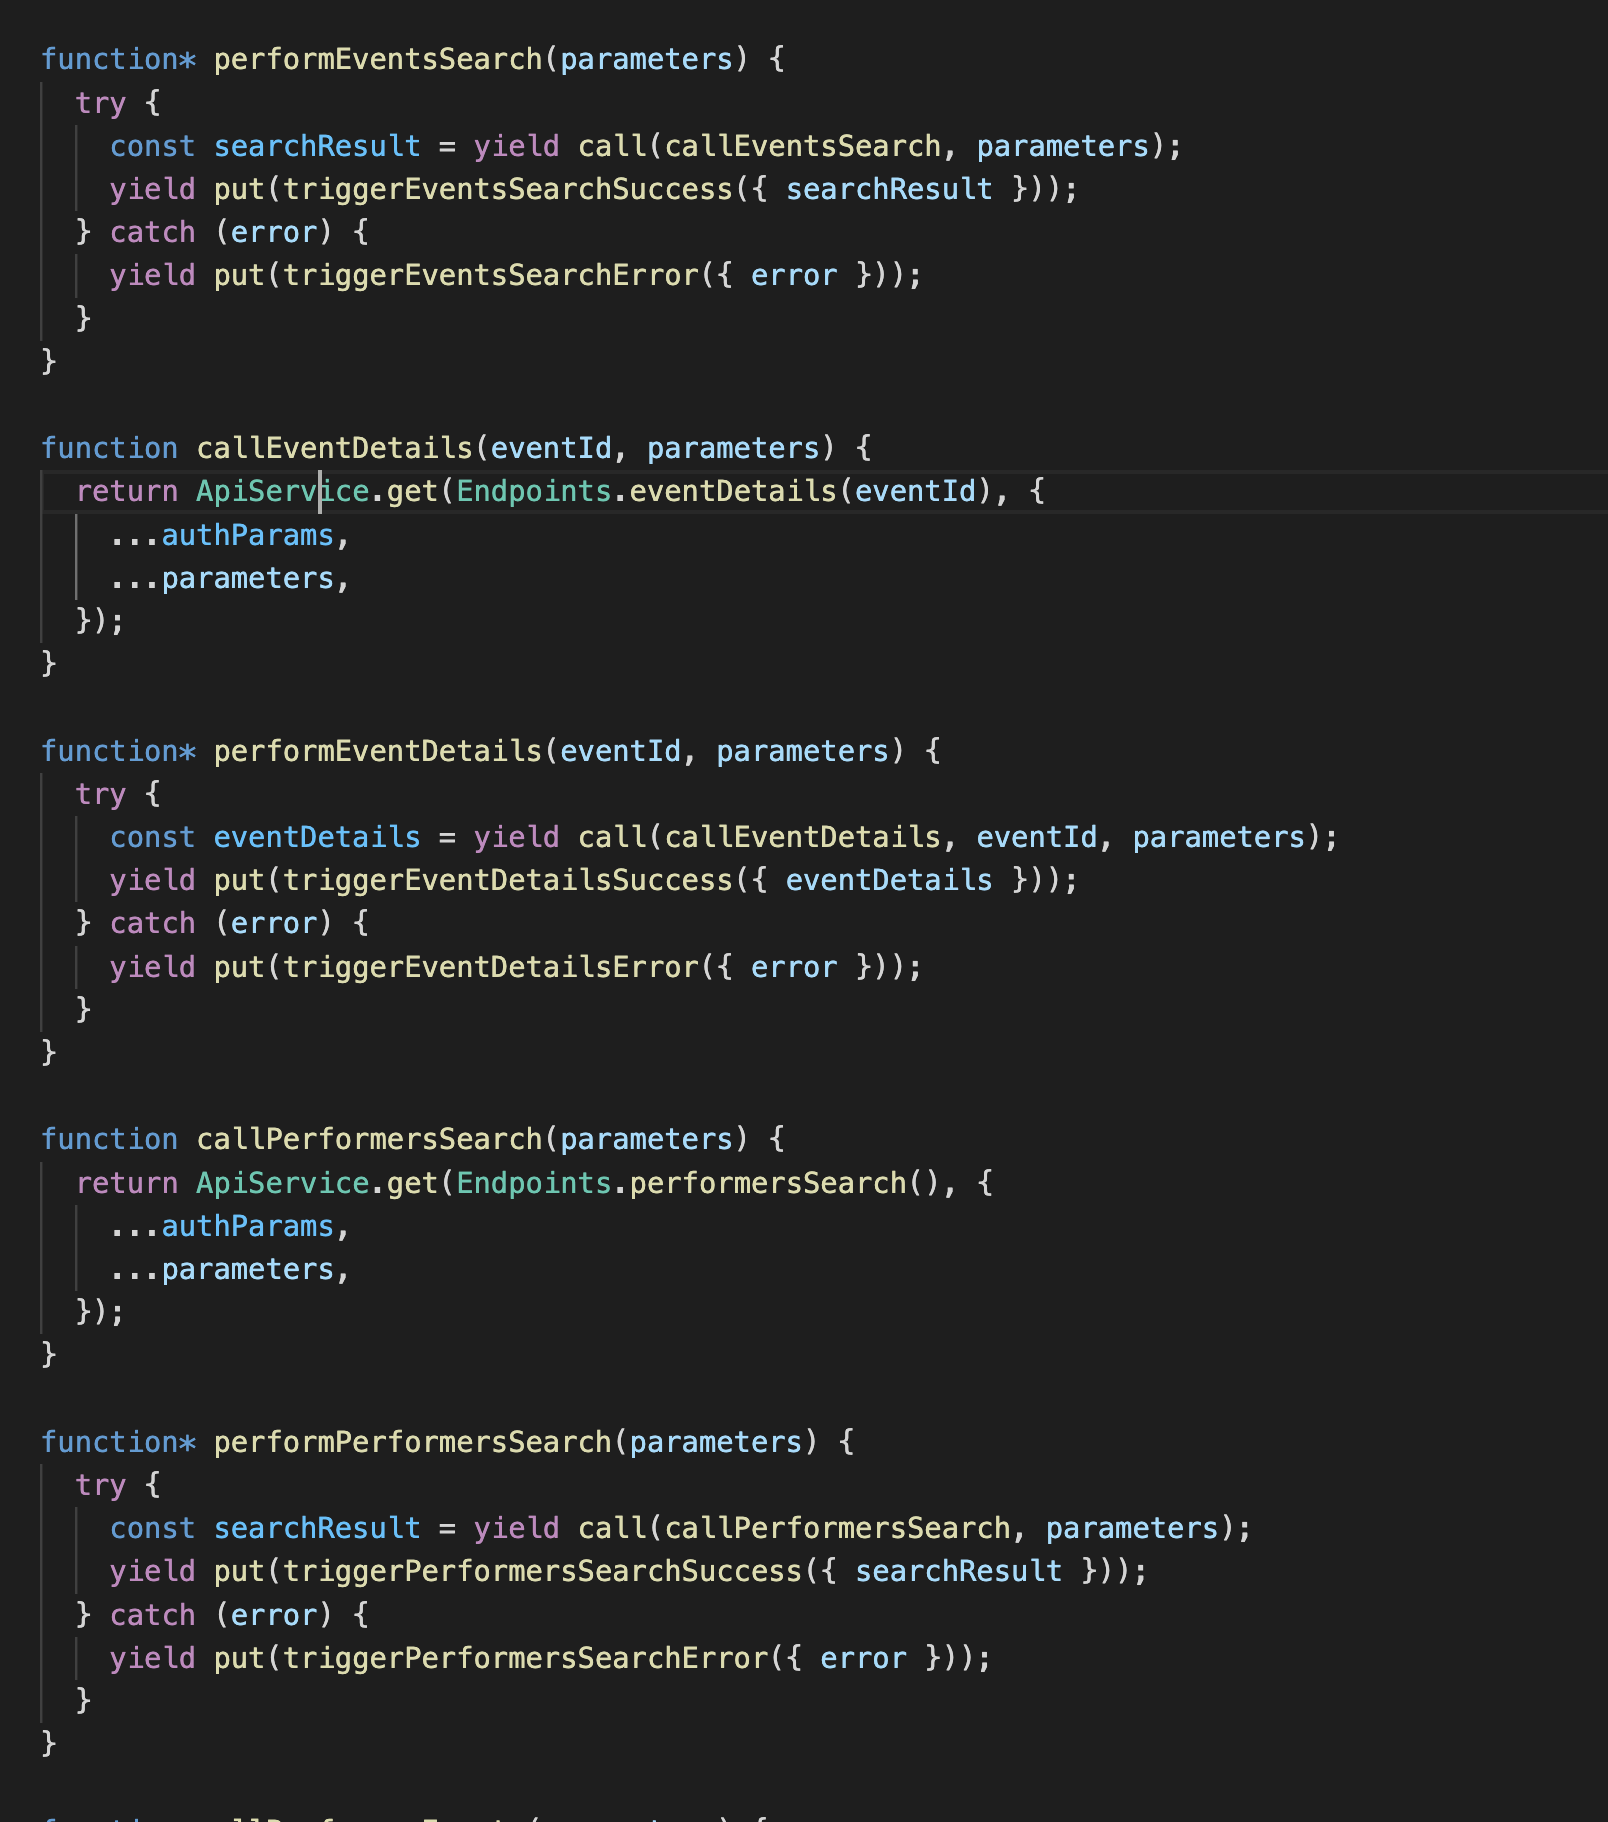 function* performEventsSearch(parameters) {
  try {
    const searchResult = yield call(callEventsSearch, parameters);
    yield put(triggerEventsSearchSuccess({ searchResult }));
  } catch (error) {
    yield put(triggerEventsSearchError({ error }));
  }
}

function callEventDetails(eventId, parameters) {
  return ApiService.get(Endpoints.eventDetails(eventId), {
    ...authParams,
    ...parameters,
  });
}

function* performEventDetails(eventId, parameters) {
  try {
    const eventDetails = yield call(callEventDetails, eventId, parameters);
    yield put(triggerEventDetailsSuccess({ eventDetails }));
  } catch (error) {
    yield put(triggerEventDetailsError({ error }));
  }
}

function callPerformersSearch(parameters) {
  return ApiService.get(Endpoints.performersSearch(), {
    ...authParams,
    ...parameters,
  });
}

function* performPerformersSearch(parameters) {
  try {
    const searchResult = yield call(callPerformersSearch, parameters);
    yield put(triggerPerformersSearchSuccess({ searchResult }));
  } catch (error) {
    yield put(triggerPerformersSearchError({ error }));
  }
}